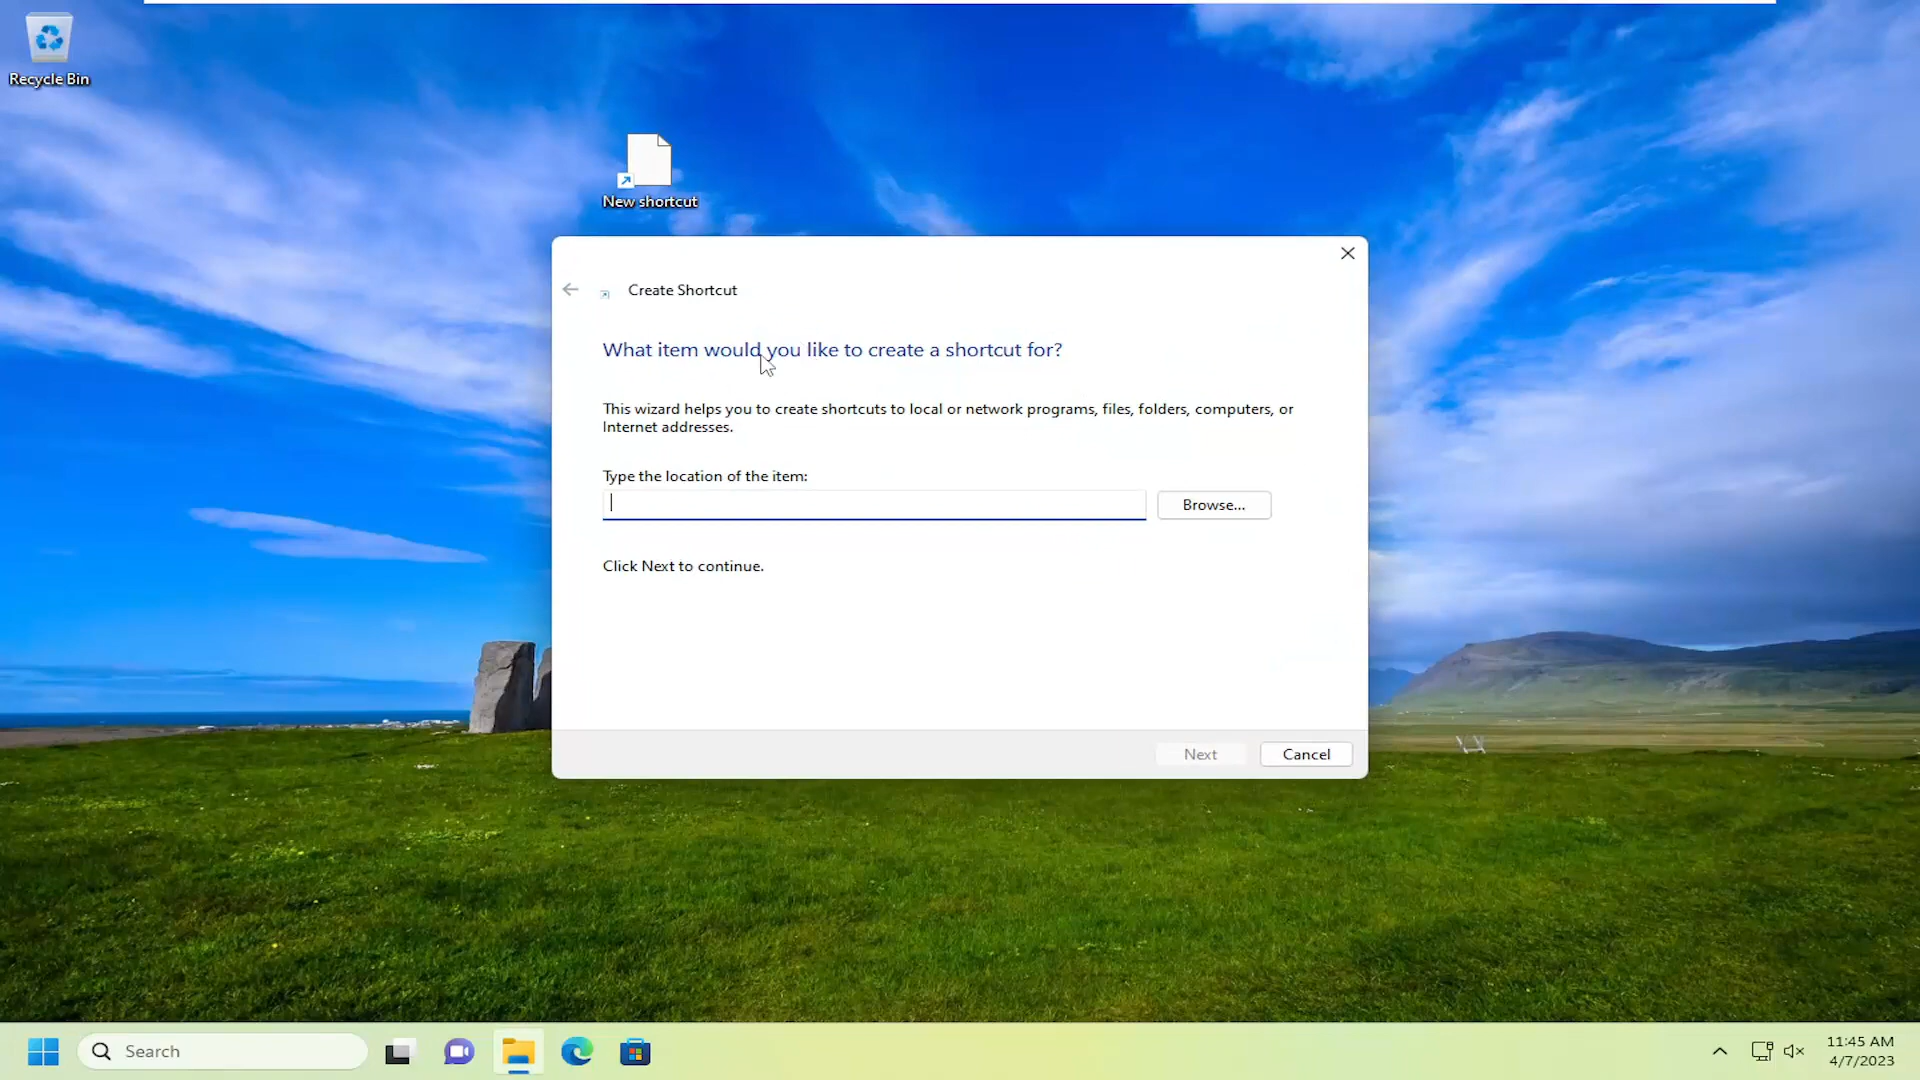 Recycle Bin
New shortcut
Create Shortcut
What item would you like to create a shortcut for?
This wizard helps you to create shortcuts to local or network programs, files, folders, computers, or
Internet addresses.
Type the location of the item:
Browse...
Click Next to continue.
Next
Cancel
Search
11:45 AM
4/7/2023